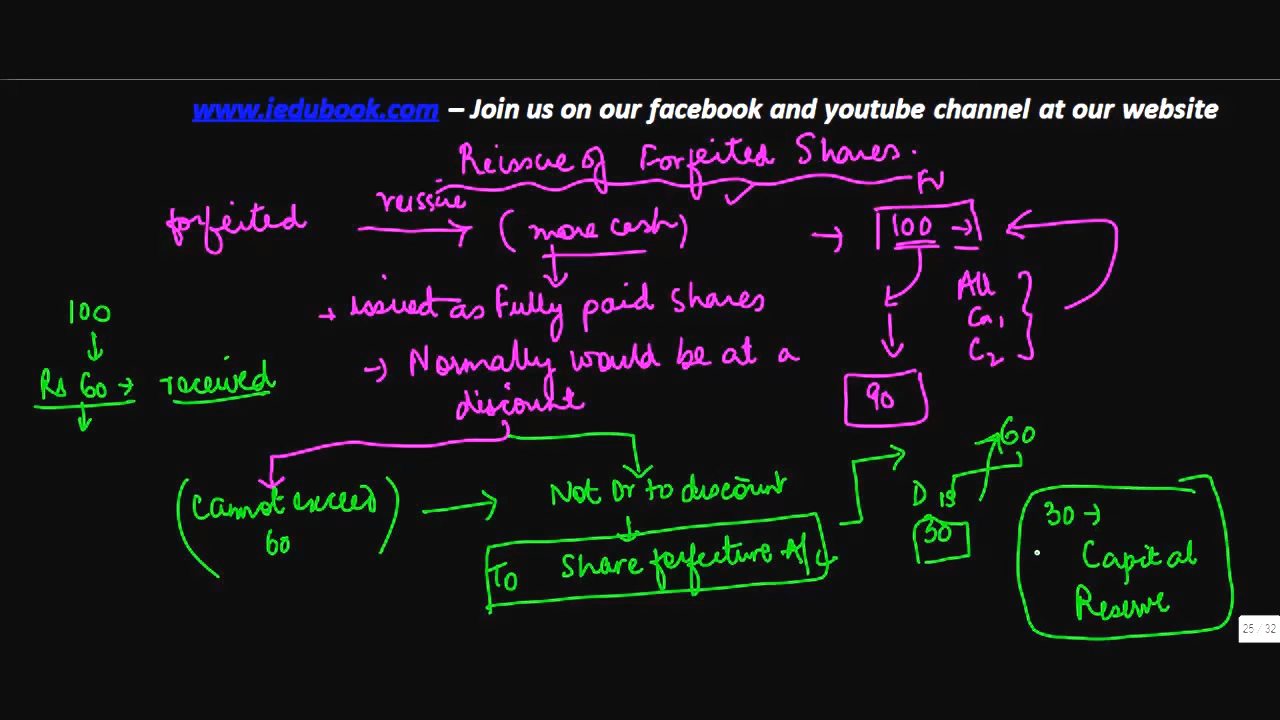 www.iedubook.com – Join us on our facebook and youtube channel at our website
Reissue of Forfeited Shares.
forfeited reissue (more cash) → 100 → FV
→ issued as Fully paid shares
All
Ca1
C2
100
→ Normally would be at a
discount
Rs 60 → received
90
60
(Cannot exceed
60)
Not Dr to discount
To Share forfeiture A/c
Dis
30
30 →
Capital
Reserve
25 / 32